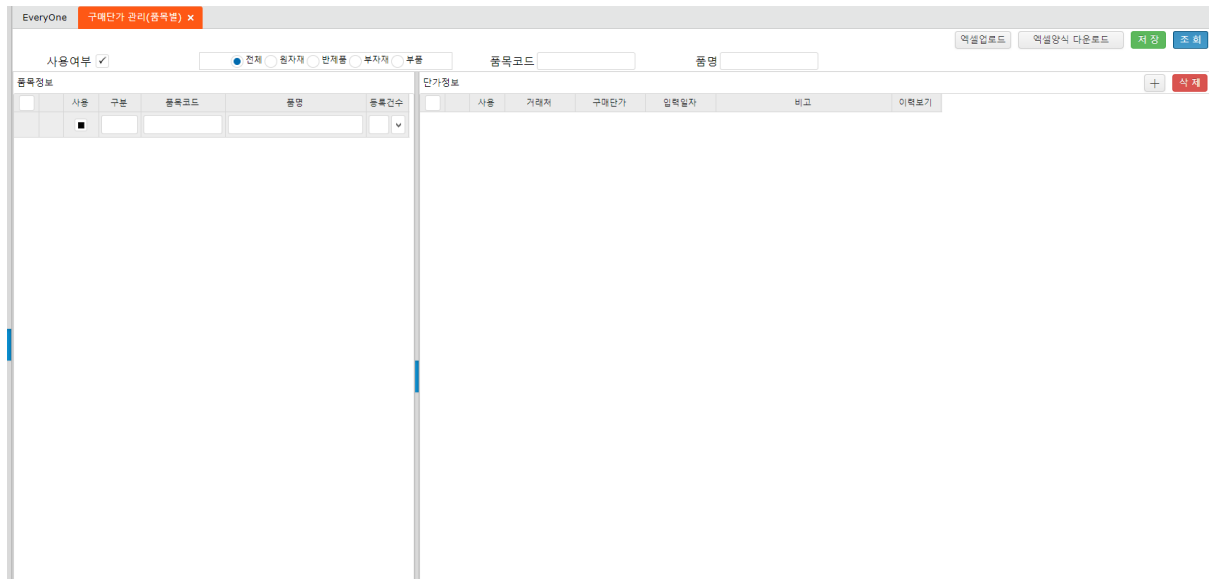 EveryOne 구매단가 관리(품목별) ×
엑셀업로드 엑셀양식 다운로드 저 장 조 회
사용여부 전체 원자재 반제품 부자재 부품 품목코드 품명
품목정보 단가정보 + 삭 제
사용 구분 품목코드 품명 등록건수 사용 거래처 구매단가 입력일자 비고 이력보기